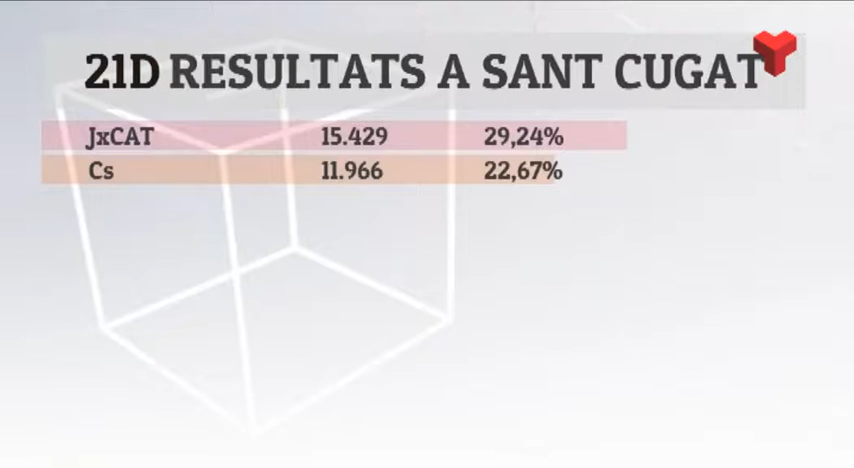 21D RESULTATS A SANT CUGAT
JxCAT 15.429 29,24%
Cs 11.966 22,67%